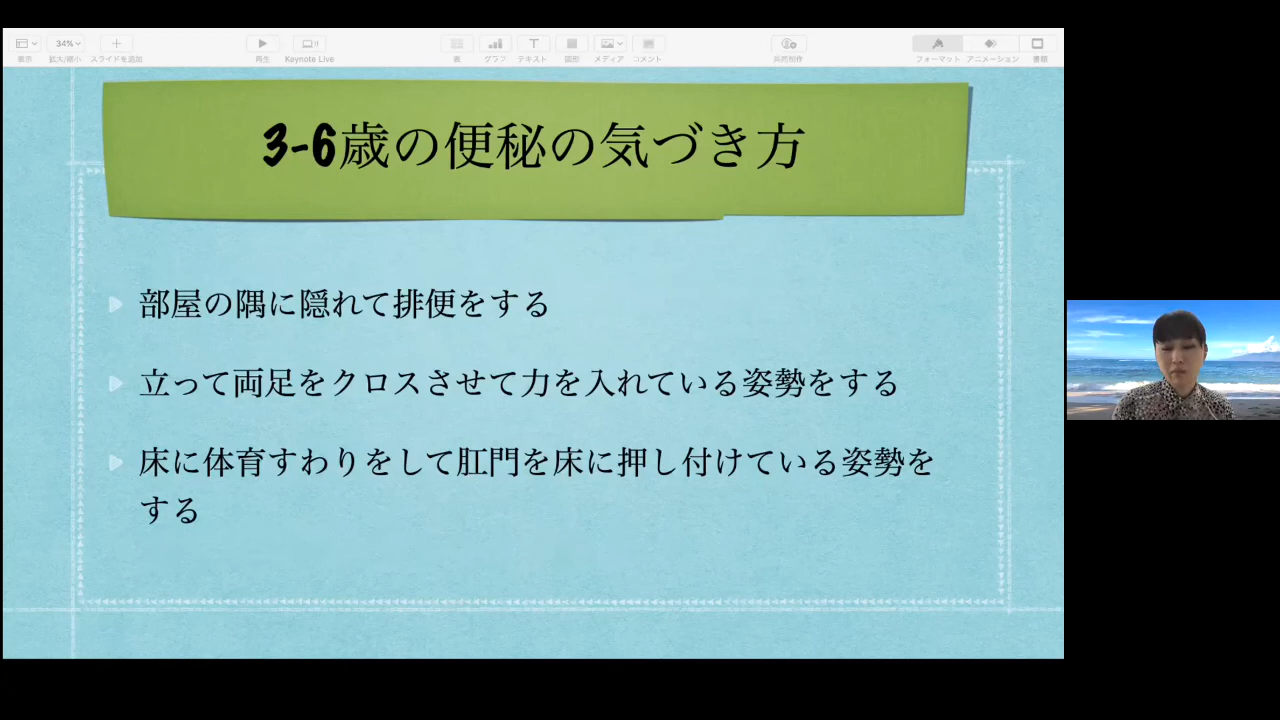 34%
表示
拡大/縮小
スライドを追加
再生
Keynote Live
表
グラフ
テキスト
図形
メディア
コメント
共同制作
フォーマット
アニメーション
書類
3-6歳の便秘の気づき方
部屋の隅に隠れて排便をする
立って両足をクロスさせて力を入れている姿勢をする
床に体育すわりをして肛門を床に押し付けている姿勢を
する